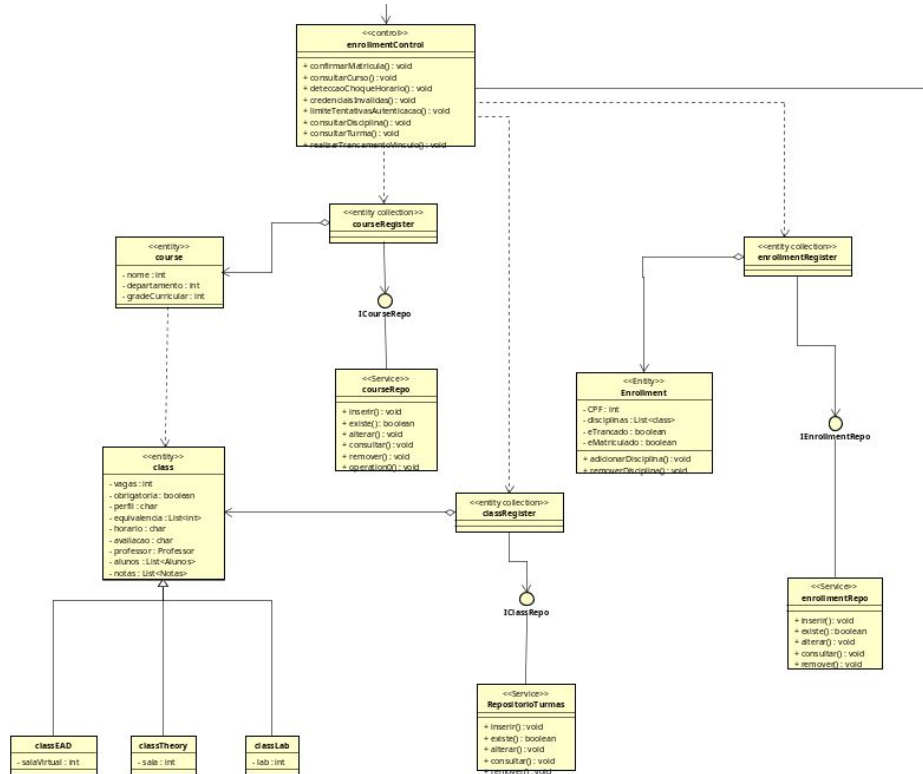 <<control>>
enrollmentControl
+ confirmarMatricula() : void
+ consultarCurso() : void
+ deteccaoChoqueHorario() : void
+ credenciaisInvalidas() : void
+ limiteTentativasAutenticacao() : void
+ consultarDisciplina() : void
+ consultarTurma() : void
+ realizarTrancamentoVinculo() : void
<<entity collection>>
courseRegister
<<entity>>
course
- nome : int
- departamento : int
- gradeCurricular : int
<<entity collection>>
enrollmentRegister
ICourseRepo
<<Service>>
courseRepo
+ inserir() : void
+ existe() : boolean
+ alterar() : void
+ consultar() : void
+ remover() : void
+ operation0() : void
<<Entity>>
Enrollment
- CPF : int
- disciplinas : List<class>
- eTrancado : boolean
- eMatriculado : boolean
+ adicionarDisciplina() : void
+ removerDisciplina() : void
IEnrollmentRepo
<<entity>>
class
- vagas : int
- obrigatoria : boolean
- perfil : char
- equivalencia : List<int>
- horario : char
- avaliacao : char
- professor : Professor
- alunos : List<Alunos>
- notas : List<Notas>
<<entity collection>>
classRegister
IClassRepo
<<Service>>
enrollmentRepo
+ inserir() : void
+ existe() : boolean
+ alterar() : void
+ consultar() : void
+ remover() : void
<<Service>>
RepositorioTurmas
+ inserir() : void
+ existe() : boolean
+ alterar() : void
+ consultar() : void
+ remover() : void
classEAD
- salaVirtual : int
classTheory
- sala : int
classLab
- lab : int